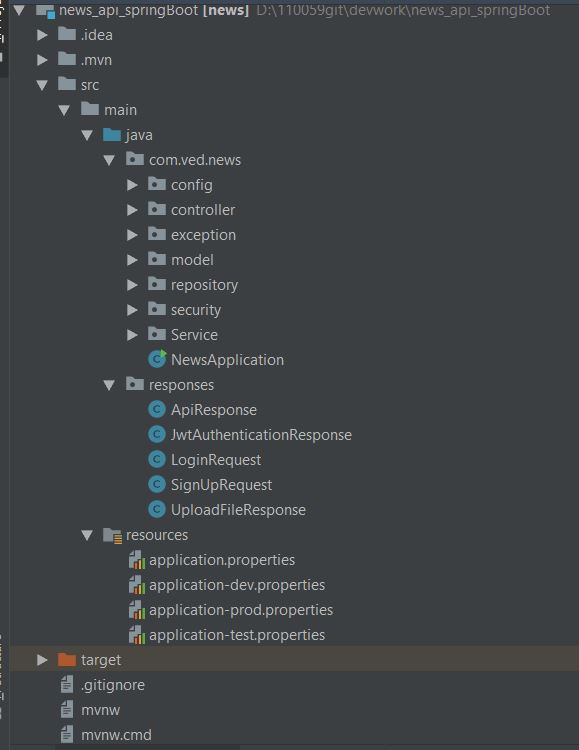 news_api_springBoot [news] D:\110059git\devwork\news_api_springBoot
.idea
.mvn
src
main
java
com.ved.news
config
controller
exception
model
repository
security
Service
NewsApplication
responses
ApiResponse
JwtAuthenticationResponse
LoginRequest
SignUpRequest
UploadFileResponse
resources
application.properties
application-dev.properties
application-prod.properties
application-test.properties
target
.gitignore
mvnw
mvnw.cmd